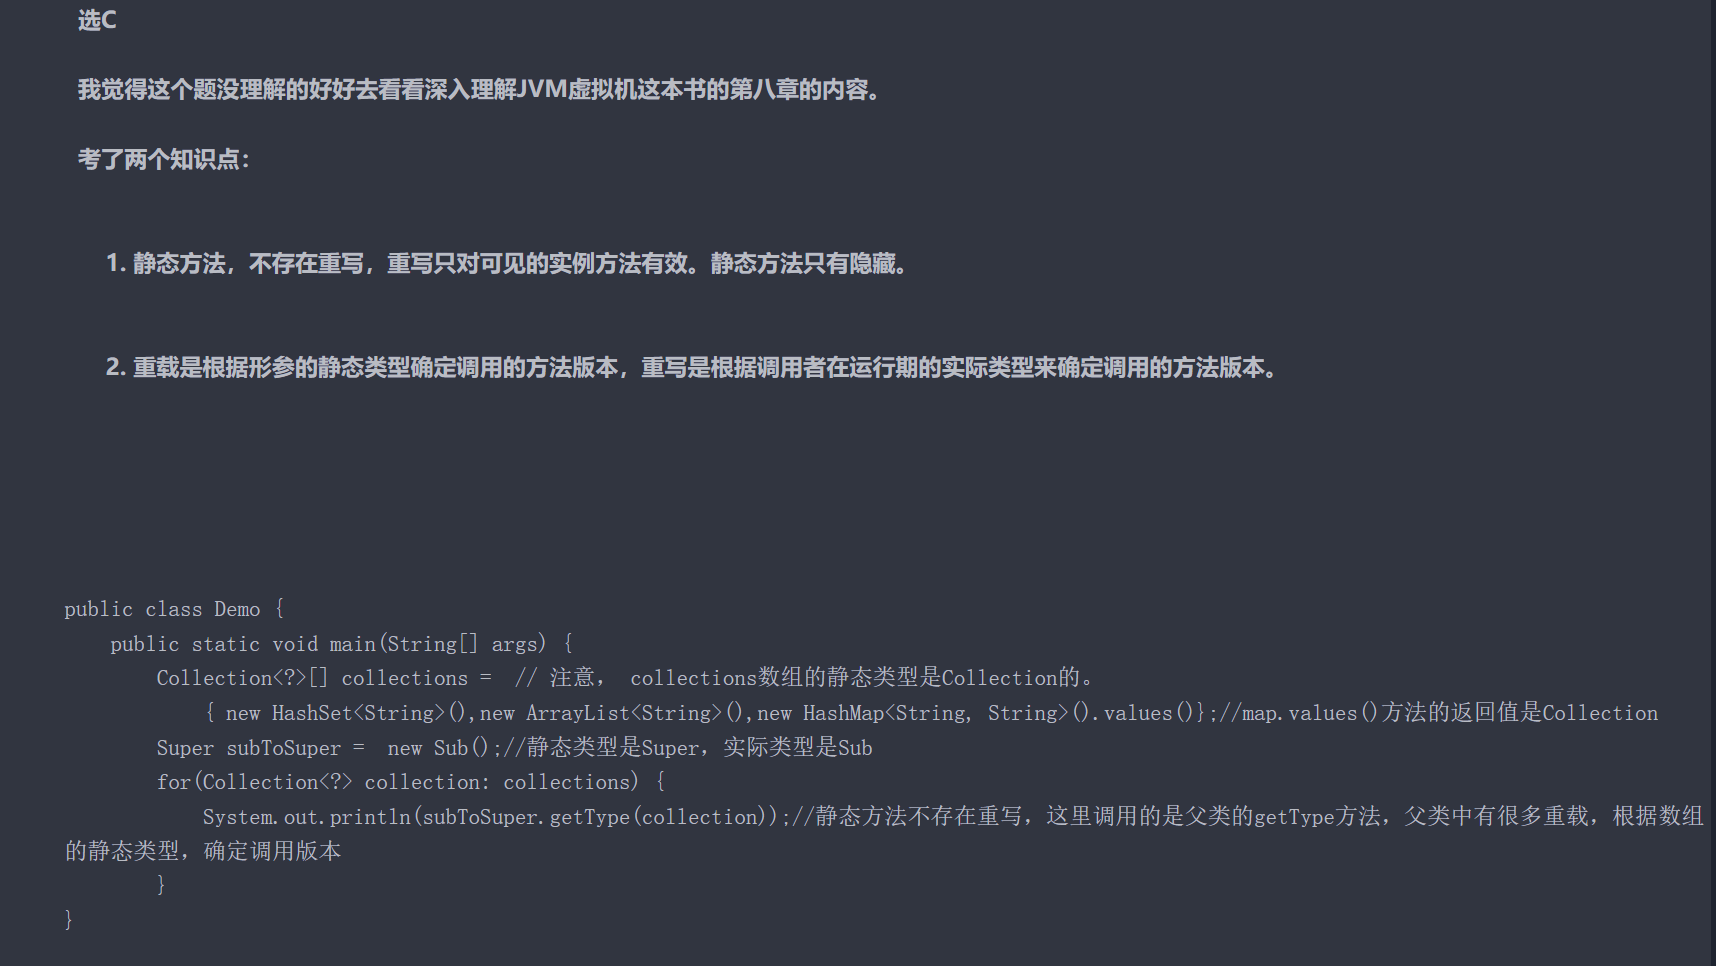 选C
我觉得这个题没理解的好好去看看深入理解JVM虚拟机这本书的第八章的内容。
考了两个知识点：
1. 静态方法，不存在重写，重写只对可见的实例方法有效。静态方法只有隐藏。
2. 重载是根据形参的静态类型确定调用的方法版本，重写是根据调用者在运行期的实际类型来确定调用的方法版本。
public class Demo {
    public static void main(String[] args) {
        Collection<?>[] collections =  // 注意， collections数组的静态类型是Collection的。
            { new HashSet<String>(),new ArrayList<String>(),new HashMap<String, String>().values()};//map.values()方法的返回值是Collection
        Super subToSuper =  new Sub();//静态类型是Super，实际类型是Sub
        for(Collection<?> collection: collections) {
            System.out.println(subToSuper.getType(collection));//静态方法不存在重写，这里调用的是父类的getType方法，父类中有很多重载，根据数组
的静态类型，确定调用版本
        }
}